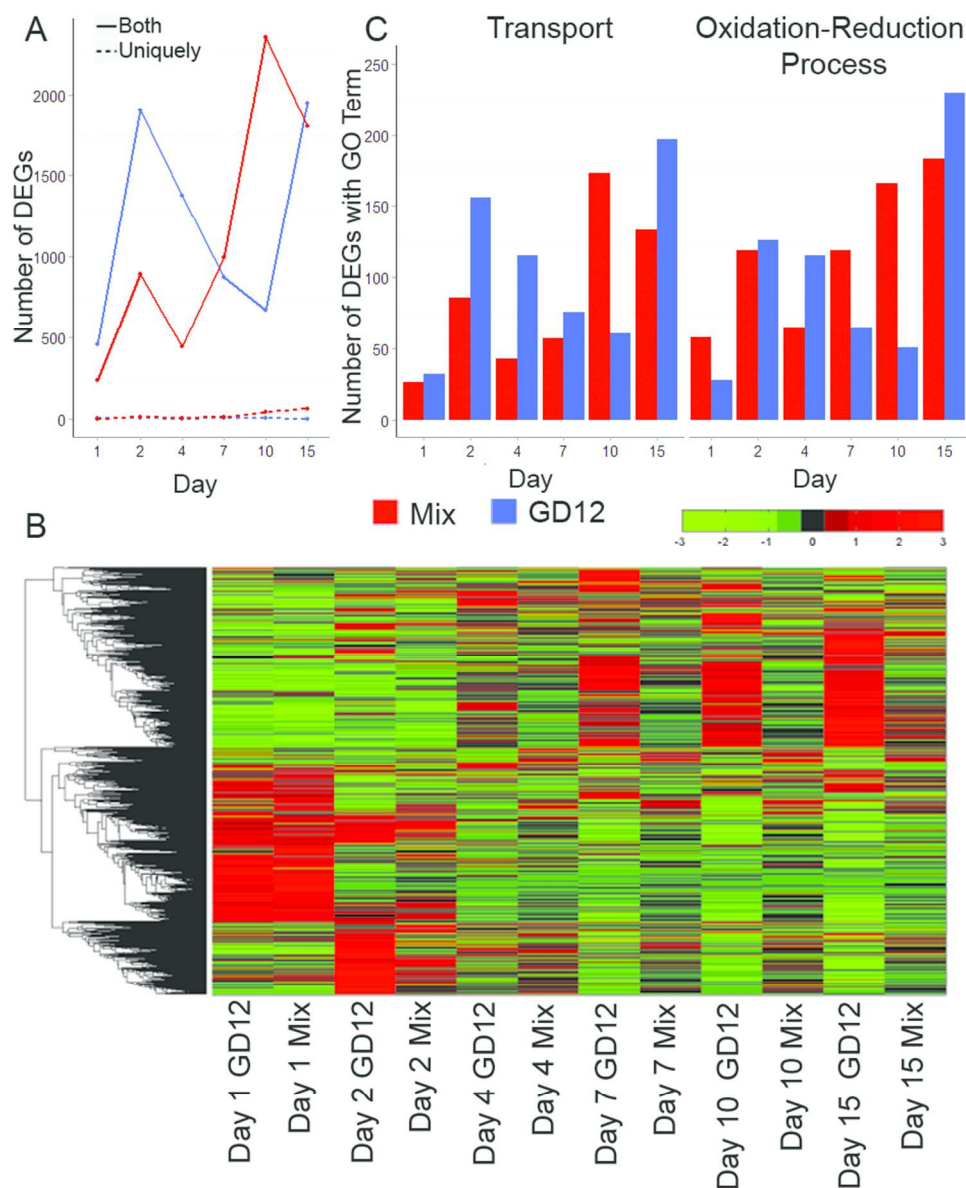 A
Both
Uniquely
Number of DEGs
2000
1500
1000
500
0
1 2 4 7 10 15
Day
C
Transport
Oxidation-Reduction
Process
Number of DEGs with GO Term
250
200
150
100
50
0
1 2 4 7 10 15
Day
1 2 4 7 10 15
Day
Mix
GD12
B
-3 -2 -1 0 1 2 3
Day 1 GD12
Day 1 Mix
Day 2 GD12
Day 2 Mix
Day 4 GD12
Day 4 Mix
Day 7 GD12
Day 7 Mix
Day 10 GD12
Day 10 Mix
Day 15 GD12
Day 15 Mix